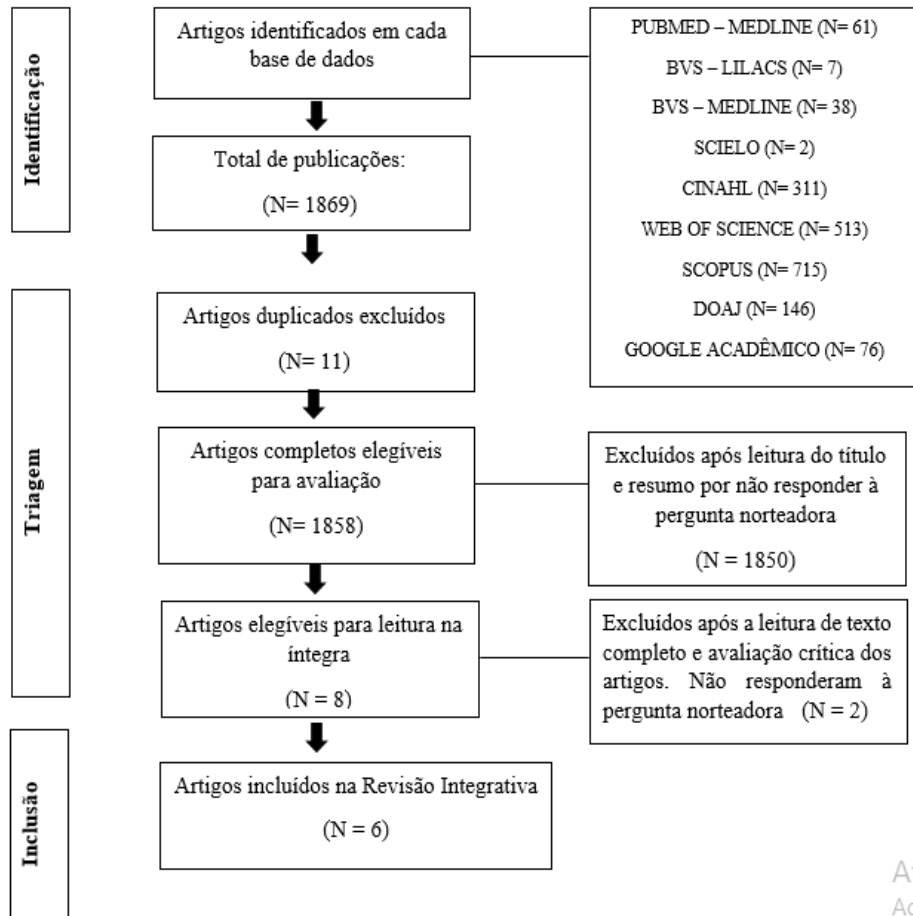 Identificação
Artigos identificados em cada
base de dados
Total de publicações:
(N= 1869)
PUBMED – MEDLINE (N= 61)
BVS – LILACS (N= 7)
BVS – MEDLINE (N= 38)
SCIELO (N= 2)
CINAHL (N= 311)
WEB OF SCIENCE (N= 513)
SCOPUS (N= 715)
DOAJ (N= 146)
GOOGLE ACADÊMICO (N= 76)
Triagem
Artigos duplicados excluídos
(N= 11)
Artigos completos elegíveis
para avaliação
(N= 1858)
Excluídos após leitura do título
e resumo por não responder à
pergunta norteadora
(N = 1850)
Artigos elegíveis para leitura na
íntegra
(N = 8)
Excluídos após a leitura de texto
completo e avaliação crítica dos
artigos. Não responderam à
pergunta norteadora (N = 2)
Inclusão
Artigos incluídos na Revisão Integrativa
(N = 6)